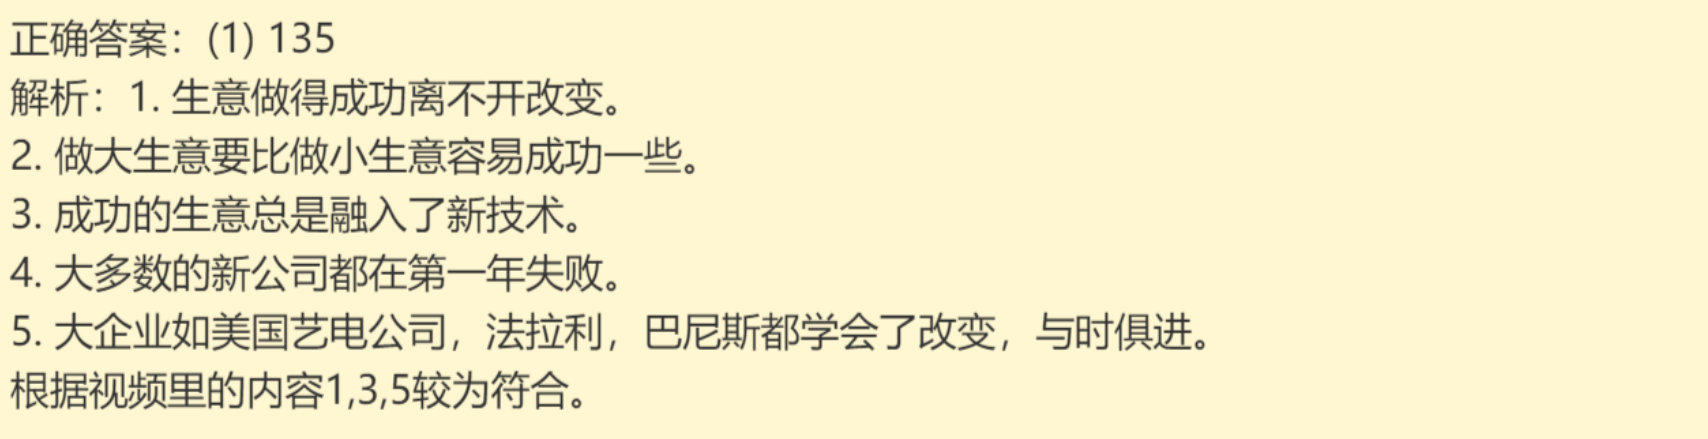 正确答案：(1) 135
解析：1. 生意做得成功离不开改变。
2. 做大生意要比做小生意容易成功一些。
3. 成功的生意总是融入了新技术。
4. 大多数的新公司都在第一年失败。
5. 大企业如美国艺电公司，法拉利，巴尼斯都学会了改变，与时俱进。
根据视频里的内容1,3,5较为符合。